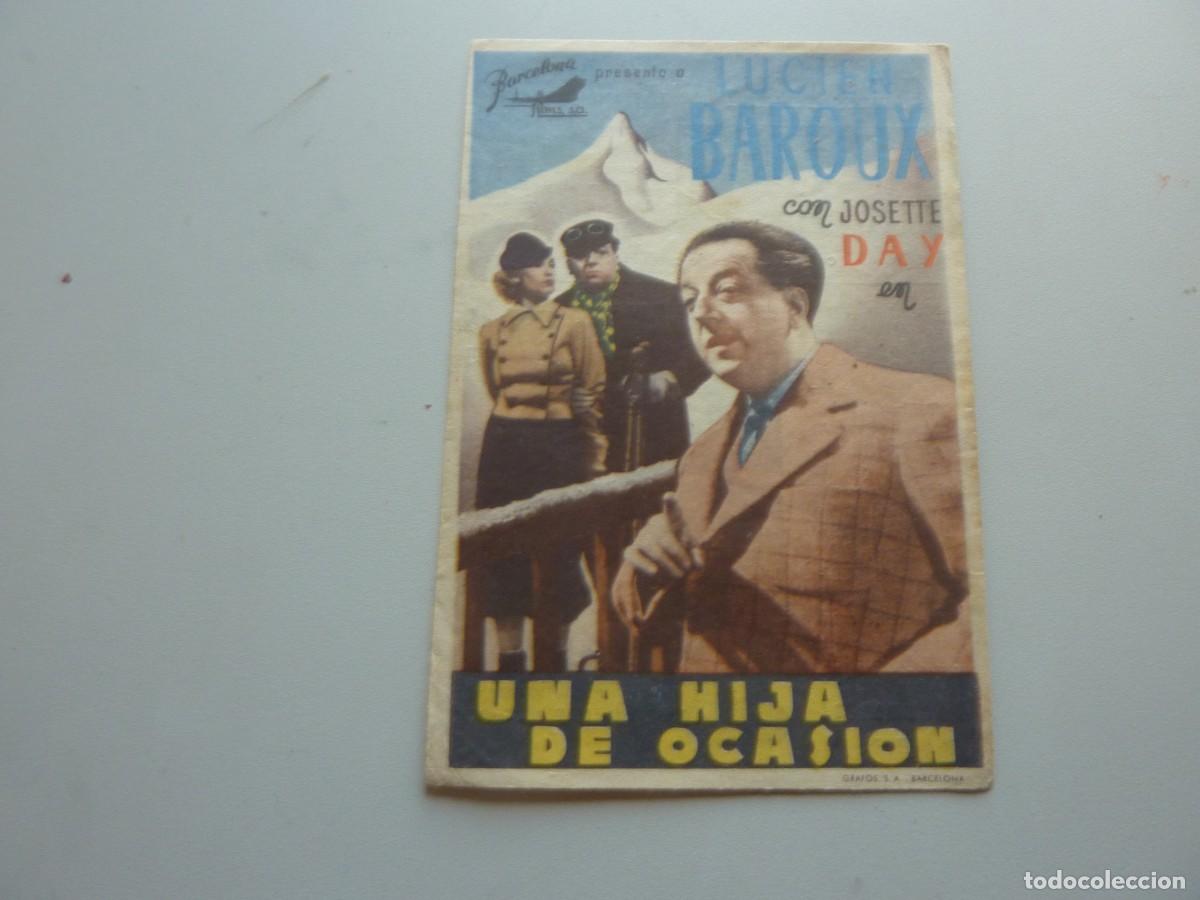 Barcelona
Films S.A.
presenta a
LUCIEN
BAROUX
con JOSETTE
DAY
en
UNA HIJA
DE OCASION
GRAFOS S. A. BARCELONA
todocoleccion